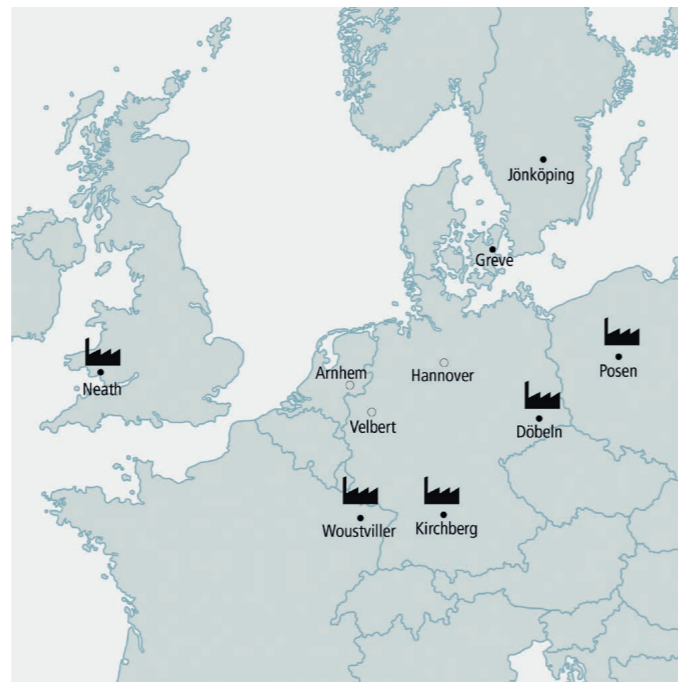 Jönköping
Greve
Neath
Arnhem
Hannover
Posen
Velbert
Döbeln
Woustviller
Kirchberg